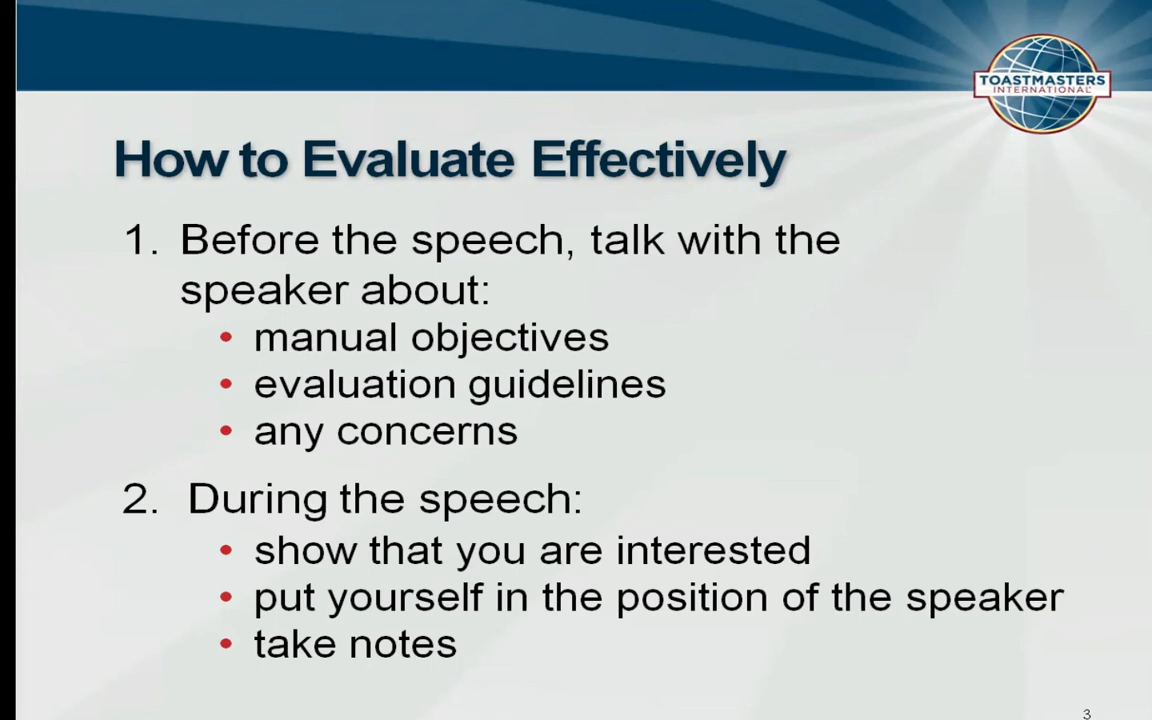 TOASTMASTERS
INTERNATIONAL
How to Evaluate Effectively
1. Before the speech, talk with the
speaker about:
• manual objectives
• evaluation guidelines
• any concerns
2. During the speech:
• show that you are interested
• put yourself in the position of the speaker
• take notes
3